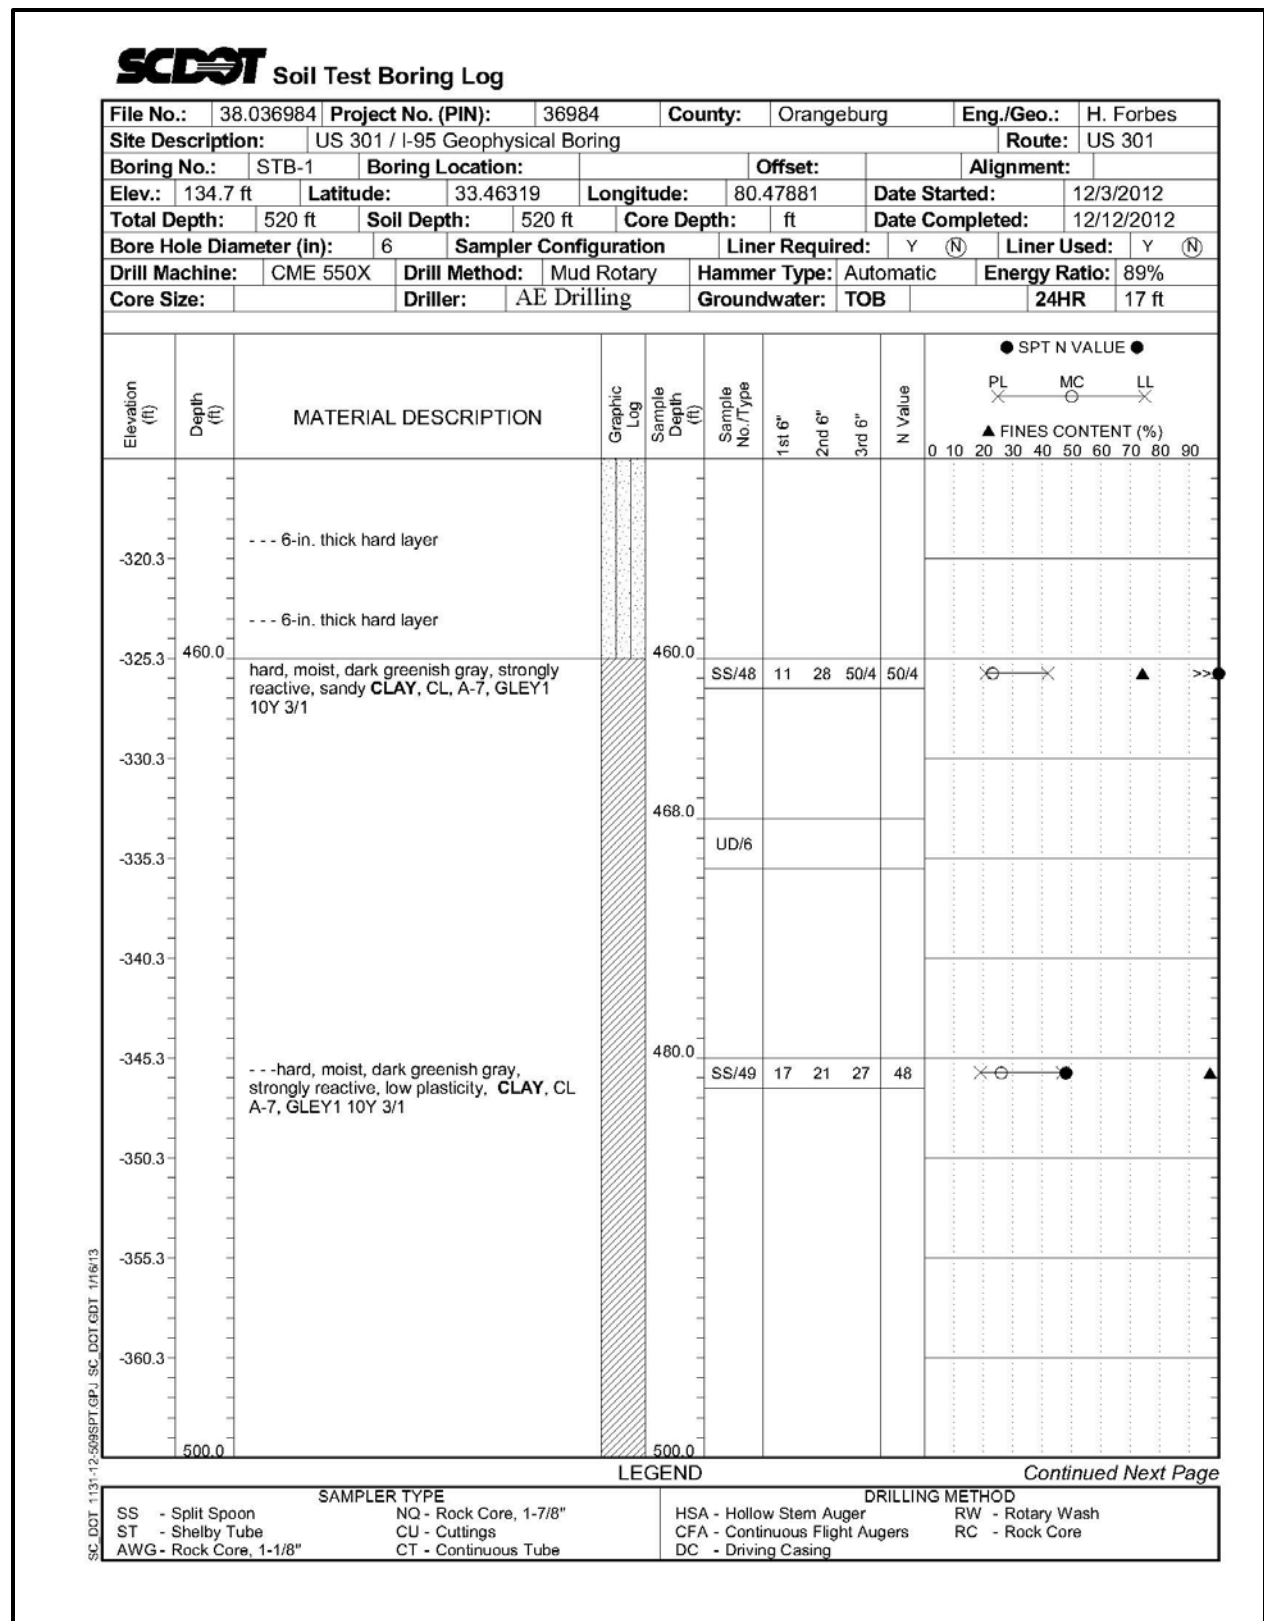 SCDOT Soil Test Boring Log
File No.: 38.036984 Project No. (PIN): 36984 County: Orangeburg Eng./Geo.: H. Forbes
Site Description: US 301 / I-95 Geophysical Boring Route: US 301
Boring No.: STB-1 Boring Location: Offset: Alignment:
Elev.: 134.7 ft Latitude: 33.46319 Longitude: 80.47881 Date Started: 12/3/2012
Total Depth: 520 ft Soil Depth: 520 ft Core Depth: ft Date Completed: 12/12/2012
Bore Hole Diameter (in): 6 Sampler Configuration Liner Required: Y N Liner Used: Y N
Drill Machine: CME 550X Drill Method: Mud Rotary Hammer Type: Automatic Energy Ratio: 89%
Core Size: Driller: AE Drilling Groundwater: TOB 24HR 17 ft
Elevation (ft)
Depth (ft)
MATERIAL DESCRIPTION
Graphic Log
Sample Depth (ft)
Sample No./Type
1st 6"
2nd 6"
3rd 6"
N Value
● SPT N VALUE ●
PL MC LL
▲ FINES CONTENT (%)
0 10 20 30 40 50 60 70 80 90
- - - 6-in. thick hard layer
-320.3
- - - 6-in. thick hard layer
-325.3 460.0 460.0
hard, moist, dark greenish gray, strongly
reactive, sandy CLAY, CL, A-7, GLEY1
10Y 3/1
SS/48 11 28 50/4 50/4 >>
-330.3
468.0
UD/6
-335.3
-340.3
-345.3 480.0
- - -hard, moist, dark greenish gray,
strongly reactive, low plasticity, CLAY, CL
A-7, GLEY1 10Y 3/1
SS/49 17 21 27 48
-350.3
-355.3
-360.3
500.0 500.0
SC_DOT 1131-12-509SPT.GPJ SC_DOT.GDT 1/16/13
LEGEND Continued Next Page
SAMPLER TYPE DRILLING METHOD
SS - Split Spoon NQ - Rock Core, 1-7/8" HSA - Hollow Stem Auger RW - Rotary Wash
ST - Shelby Tube CU - Cuttings CFA - Continuous Flight Augers RC - Rock Core
AWG - Rock Core, 1-1/8" CT - Continuous Tube DC - Driving Casing